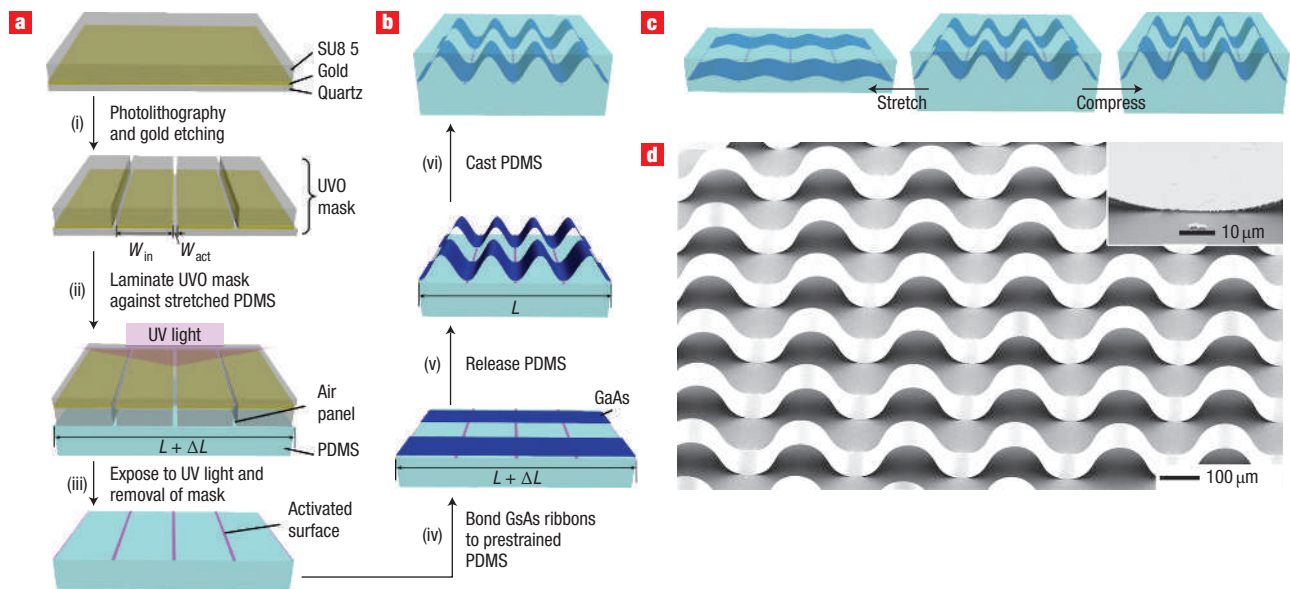 a
SU8 5
Gold
Quartz
(i)
Photolithography
and gold etching
UVO
mask
W in
W act
(ii)
Laminate UVO mask
against stretched PDMS
UV light
Air
panel
L + ΔL
PDMS
(iii)
Expose to UV light and
removal of mask
Activated
surface
b
(vi)
Cast PDMS
L
(v)
Release PDMS
GaAs
L + ΔL
(iv)
Bond GsAs ribbons
to prestrained
PDMS
c
Stretch
Compress
d
10 μm
100 μm